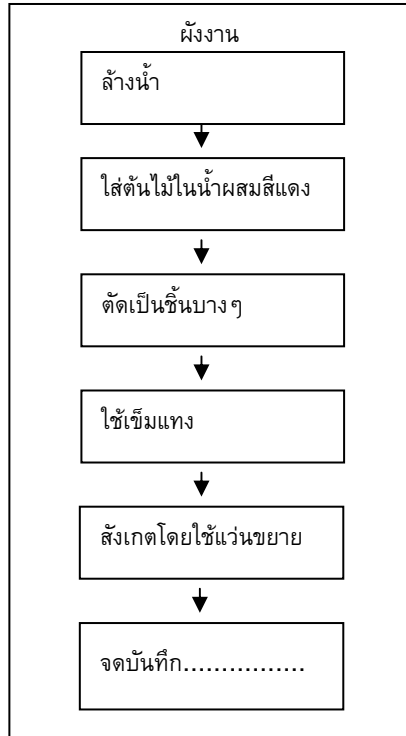 ผังงาน
ล้างน้ำ
ใส่ต้นไม้ในน้ำผสมสีแดง
ตัดเป็นชิ้นบางๆ
ใช้เข็มแทง
สังเกตโดยใช้แว่นขยาย
จดบันทึก................